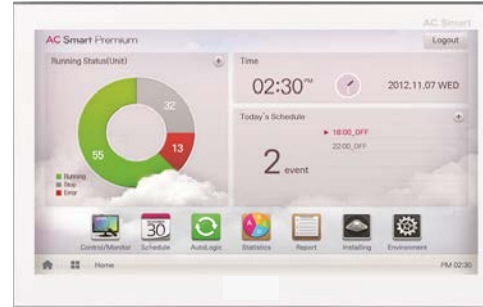 AC Smart
AC Smart Premium
Logout
Running Status(Unit)
32
13
55
Running
Stop
Error
Time
02:30 PM
2012.11.07 WED
Today's Schedule
18:00_OFF
22:00_OFF
2 event
Control/Monitor
Schedule
30
AutoLogic
Statistics
Report
Installing
Environment
Home
PM 02:30